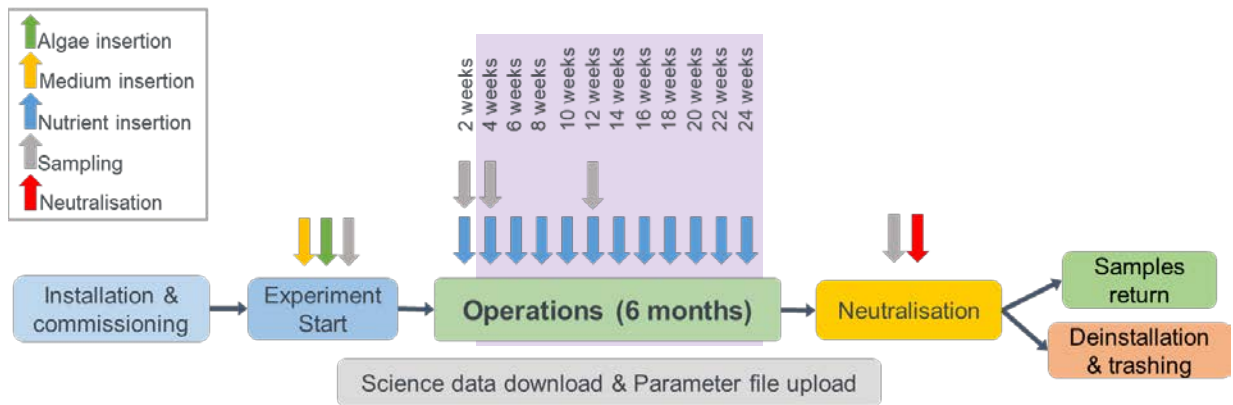 Algae insertion
Medium insertion
Nutrient insertion
Sampling
Neutralisation
2 weeks
4 weeks
6 weeks
8 weeks
10 weeks
12 weeks
14 weeks
16 weeks
18 weeks
20 weeks
22 weeks
24 weeks
Installation &
commissioning
Experiment
Start
Operations (6 months)
Neutralisation
Samples
return
Deinstallation
& trashing
Science data download & Parameter file upload